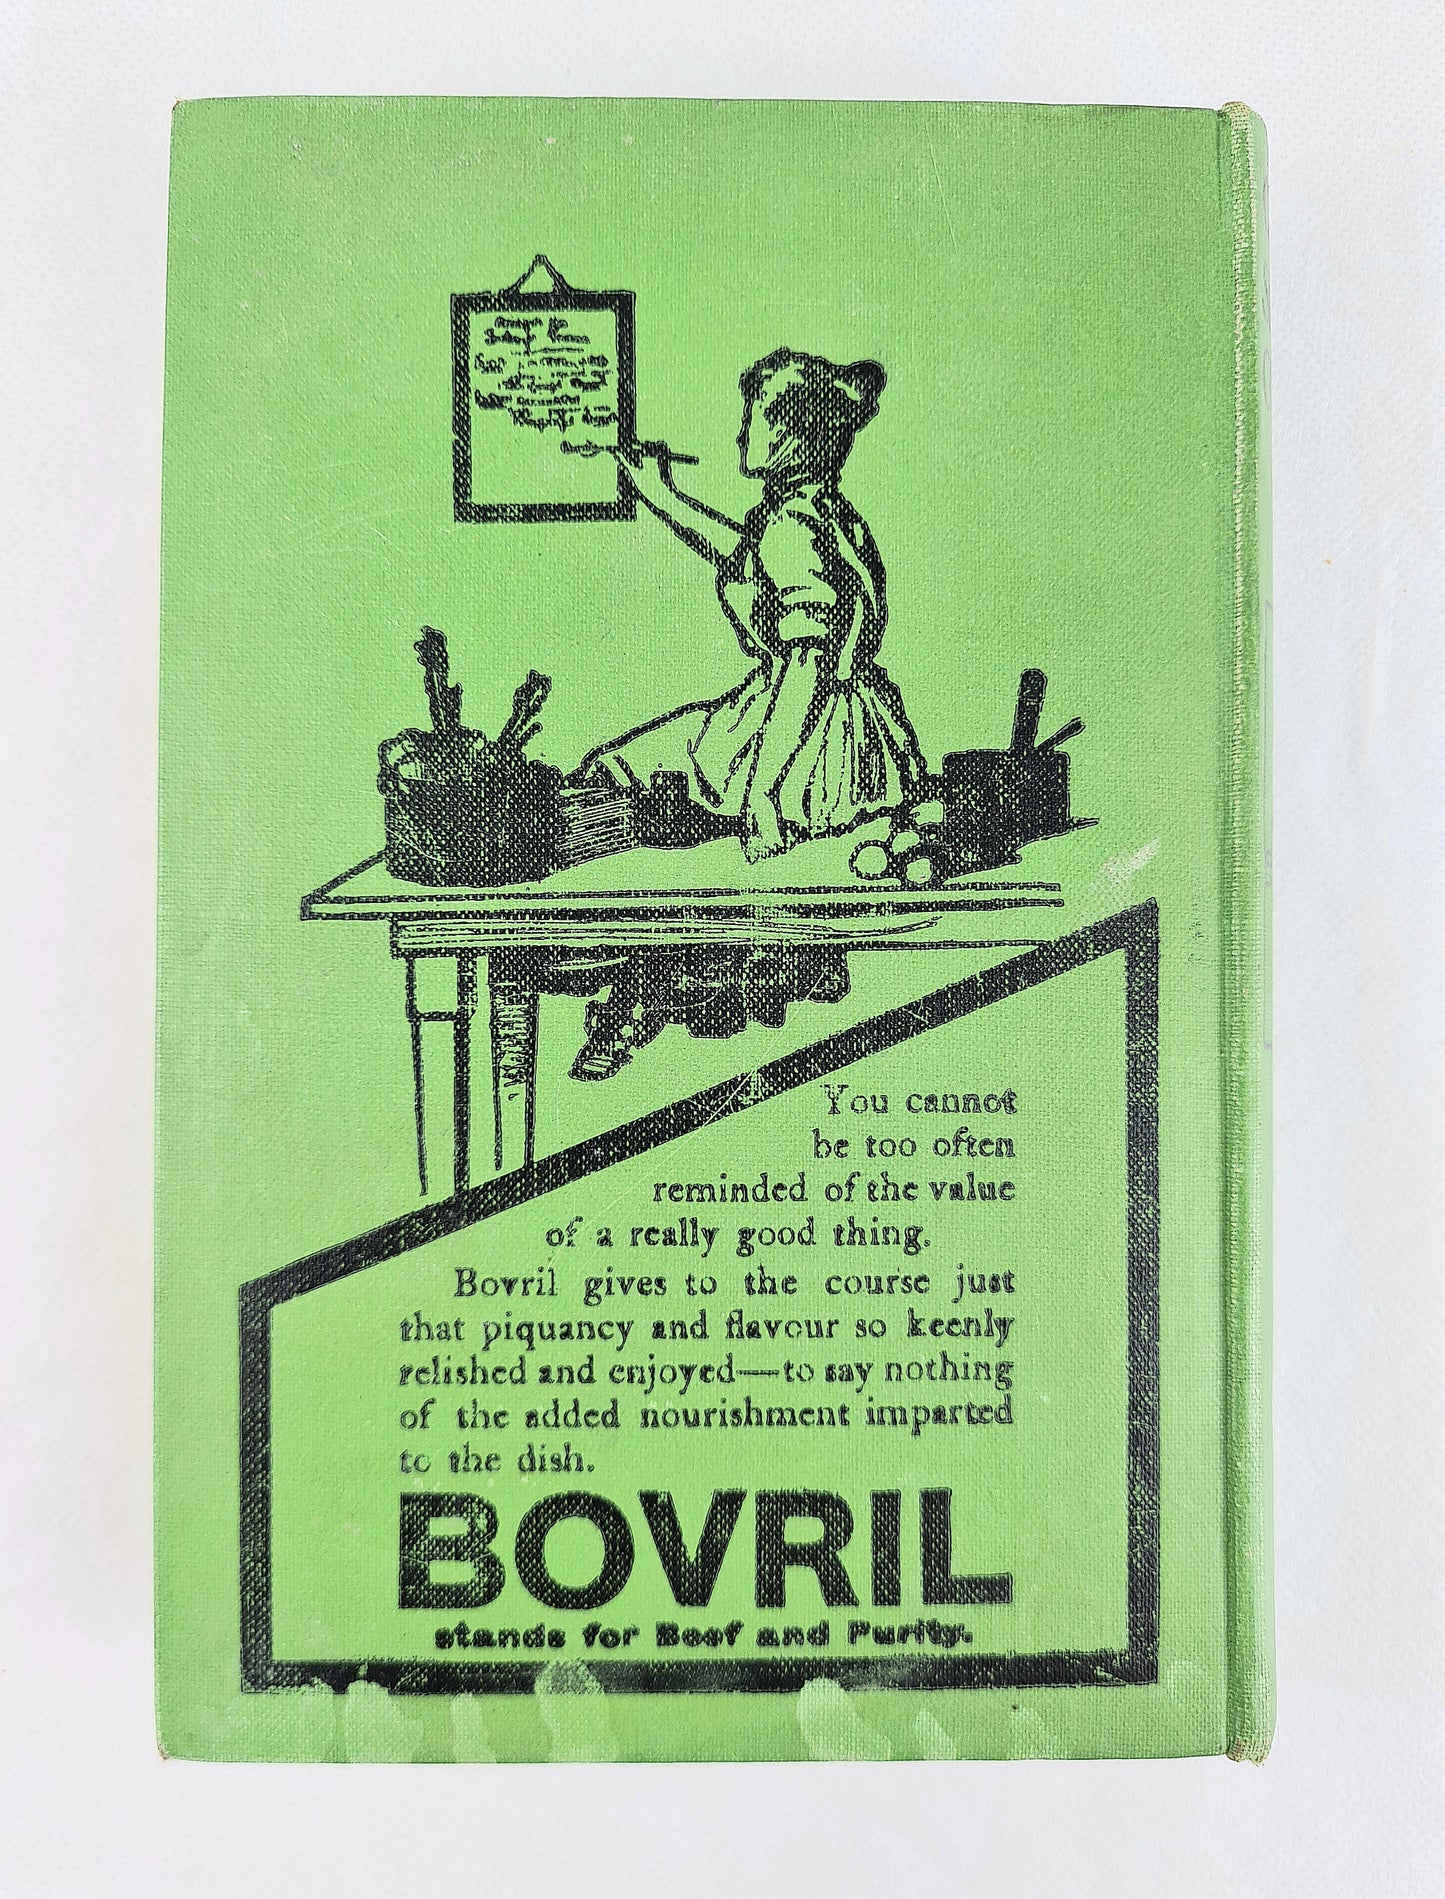 You cannot
be too often
reminded of the value
of a really good thing.
Bovril gives to the course just
that piquancy and flavour so keenly
relished and enjoyed—to say nothing
of the added nourishment imparted
to the dish.
BOVRIL
stands for Beef and Purity.